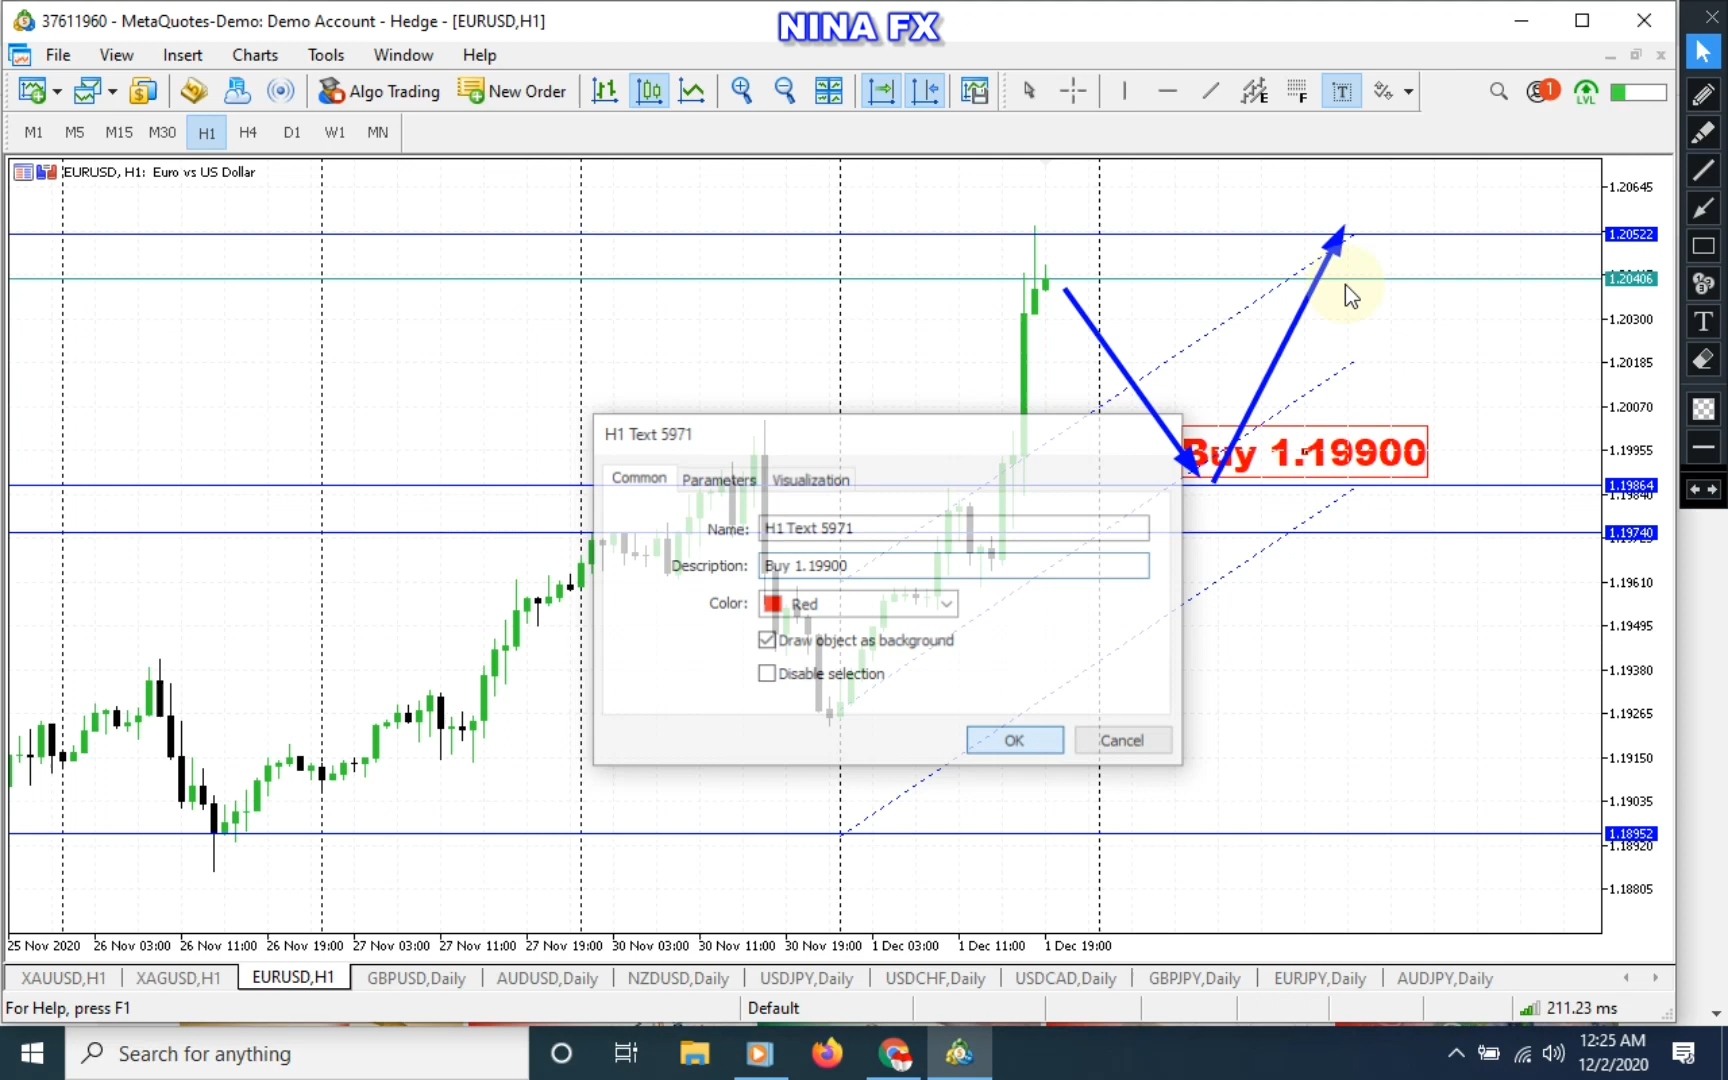 37611960 - MetaQuotes-Demo: Demo Account - Hedge - [EURUSD,H1]
NINA FX
File View Insert Charts Tools Window Help
Algo Trading New Order E F T 1 LVL
M1 M5 M15 M30 H1 H4 D1 W1 MN
EURUSD, H1: Euro vs US Dollar
1.20645
1.20522
1.20406
1.20300
1.20185
1.20070
1.19955
1.19864
1.19840
1.19740
1.19610
1.19495
1.19380
1.19265
1.19150
1.19035
1.18952
1.18920
1.18805
Buy 1.19900
H1 Text 5971
Common Parameters Visualization
Name: H1 Text 5971
Description: Buy 1.19900
Color: Red
Draw object as background
Disable selection
OK Cancel
25 Nov 2020 26 Nov 03:00 26 Nov 11:00 26 Nov 19:00 27 Nov 03:00 27 Nov 11:00 27 Nov 19:00 30 Nov 03:00 30 Nov 11:00 30 Nov 19:00 1 Dec 03:00 1 Dec 11:00 1 Dec 19:00
XAUUSD,H1 XAGUSD,H1 EURUSD,H1 GBPUSD,Daily AUDUSD,Daily NZDUSD,Daily USDJPY,Daily USDCHF,Daily USDCAD,Daily GBPJPY,Daily EURJPY,Daily AUDJPY,Daily
For Help, press F1 Default 211.23 ms
Search for anything
12:25 AM
12/2/2020